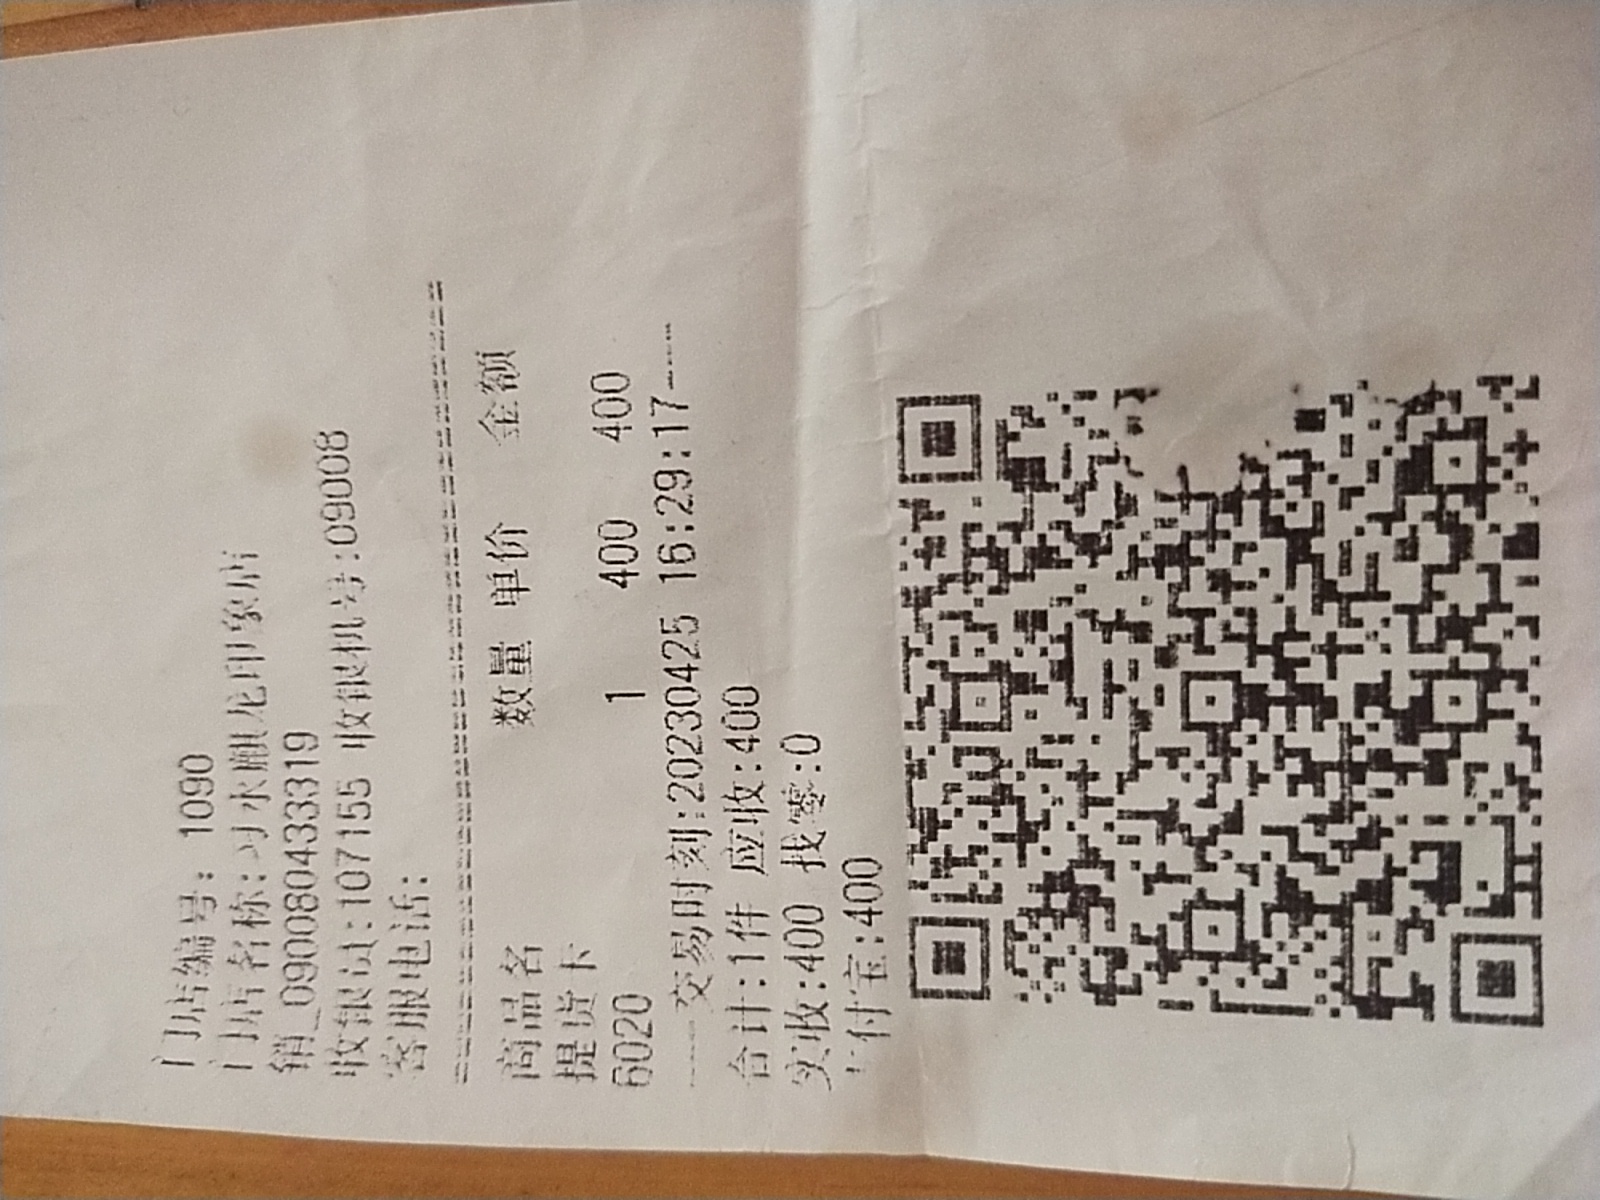 门店编号: 1090
门店名称:习水麒龙印象店
销_09008043​3319
收银员:107155 收银机号:09008
客服电话:
商品名 数量 单价 金额
提货卡
6020 1 400 400
交易时刻:20230425 16:29:17
合计:1件 应收:400
实收:400 找零:0
支付宝:400